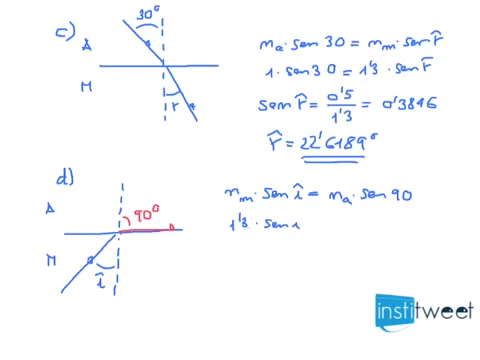 c)
30°
A
M
r
na · sen 30 = nm · sen r̂
1 · sen 30 = 1'3 · sen r̂
sen r̂ = 0'5/1'3 = 0'3846
r̂ = 22'6189°
d)
A
90°
M
î
nm · sen î = na · sen 90
1'3 · sen
institweet